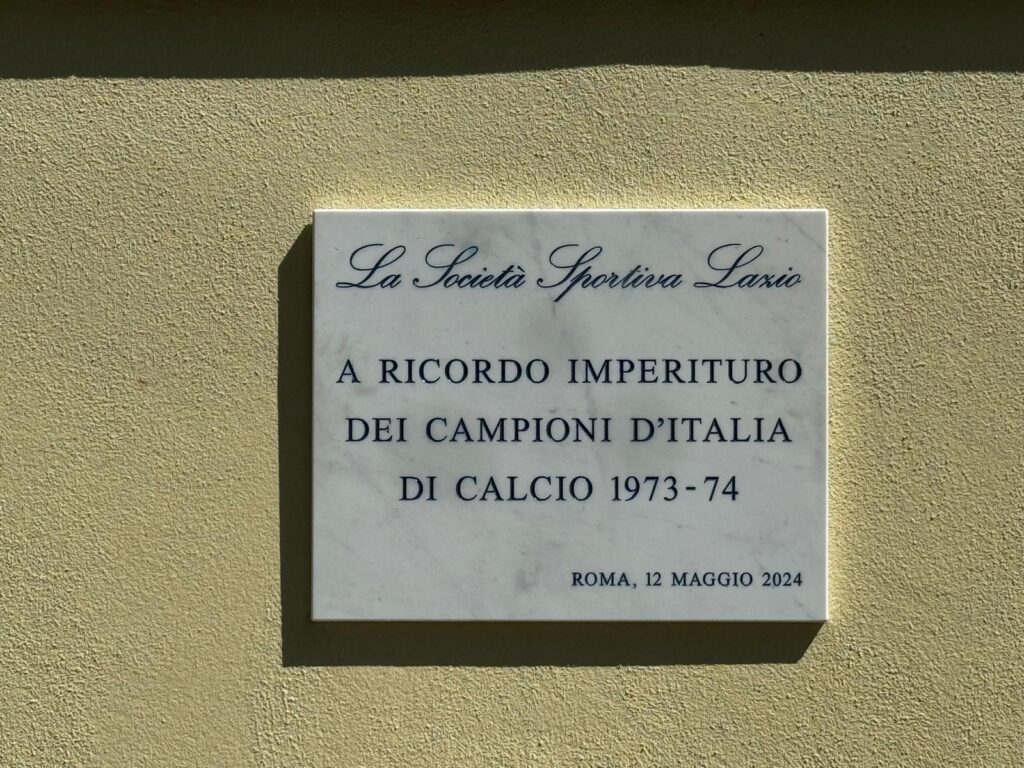 La Società Sportiva Lazio
A RICORDO IMPERITURO
DEI CAMPIONI D'ITALIA
DI CALCIO 1973-74
ROMA, 12 MAGGIO 2024